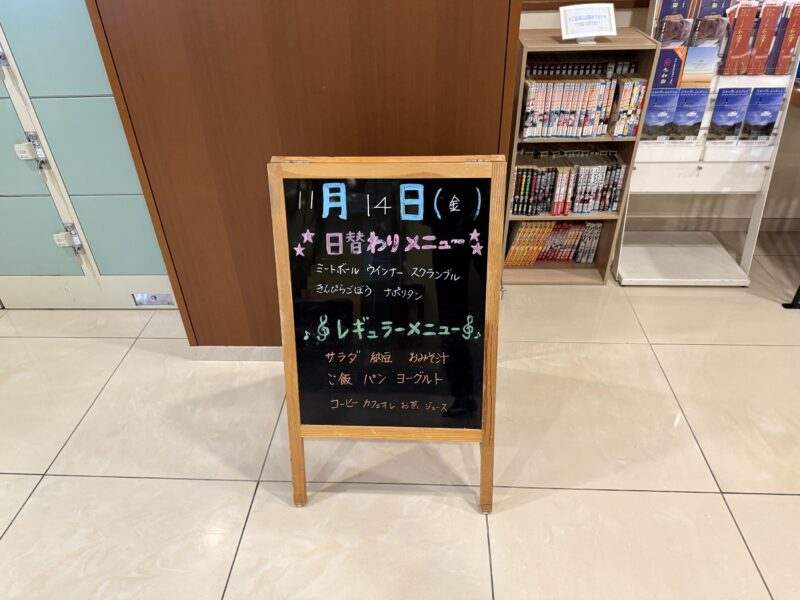 11月14日(金)
日替わりメニュー
ミートボール ウインナー スクランブル
きんぴらごぼう ナポリタン
レギュラーメニュー
サラダ 納豆 おみそ汁
ご飯 パン ヨーグルト
コーヒー カフェオレ お茶 ジュース